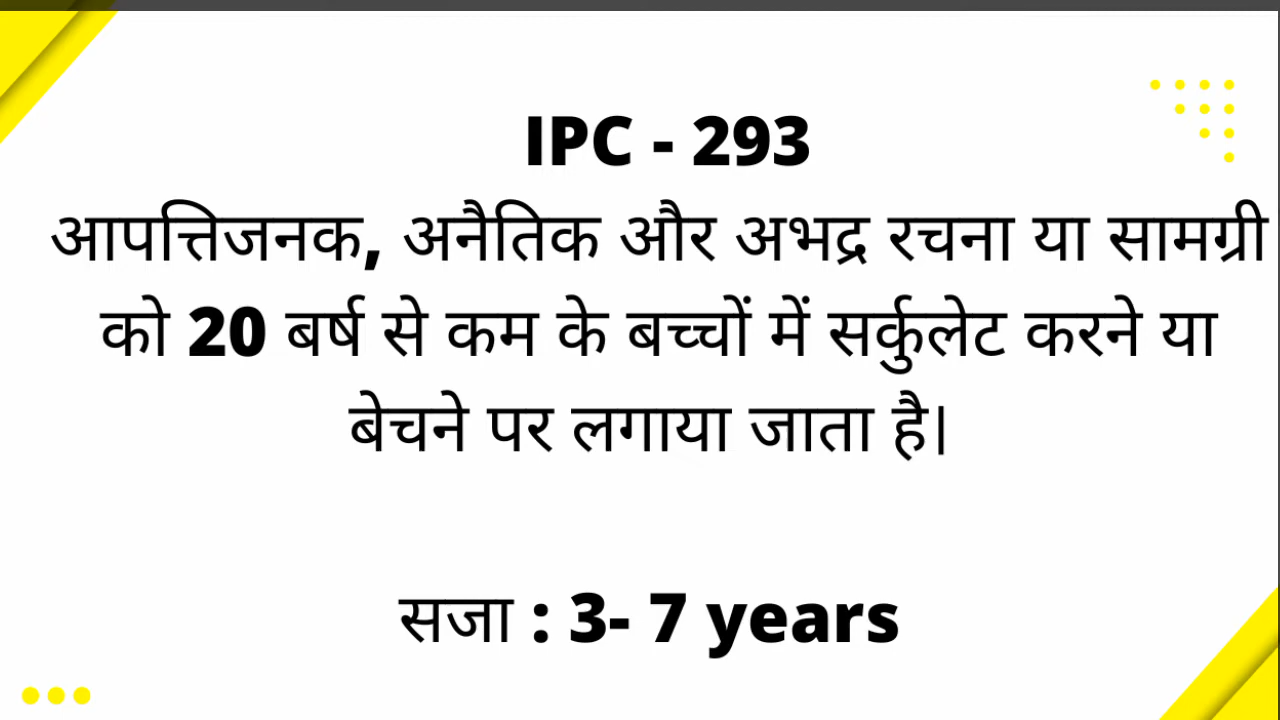 IPC - 293
आपत्तिजनक, अनैतिक और अभद्र रचना या सामग्री
को 20 बर्ष से कम के बच्चों में सर्कुलेट करने या
बेचने पर लगाया जाता है।
सजा : 3- 7 years